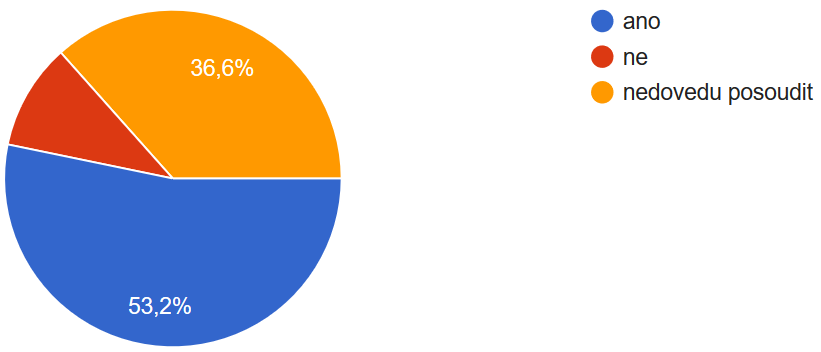 36,6%
53,2%
ano
ne
nedovedu posoudit